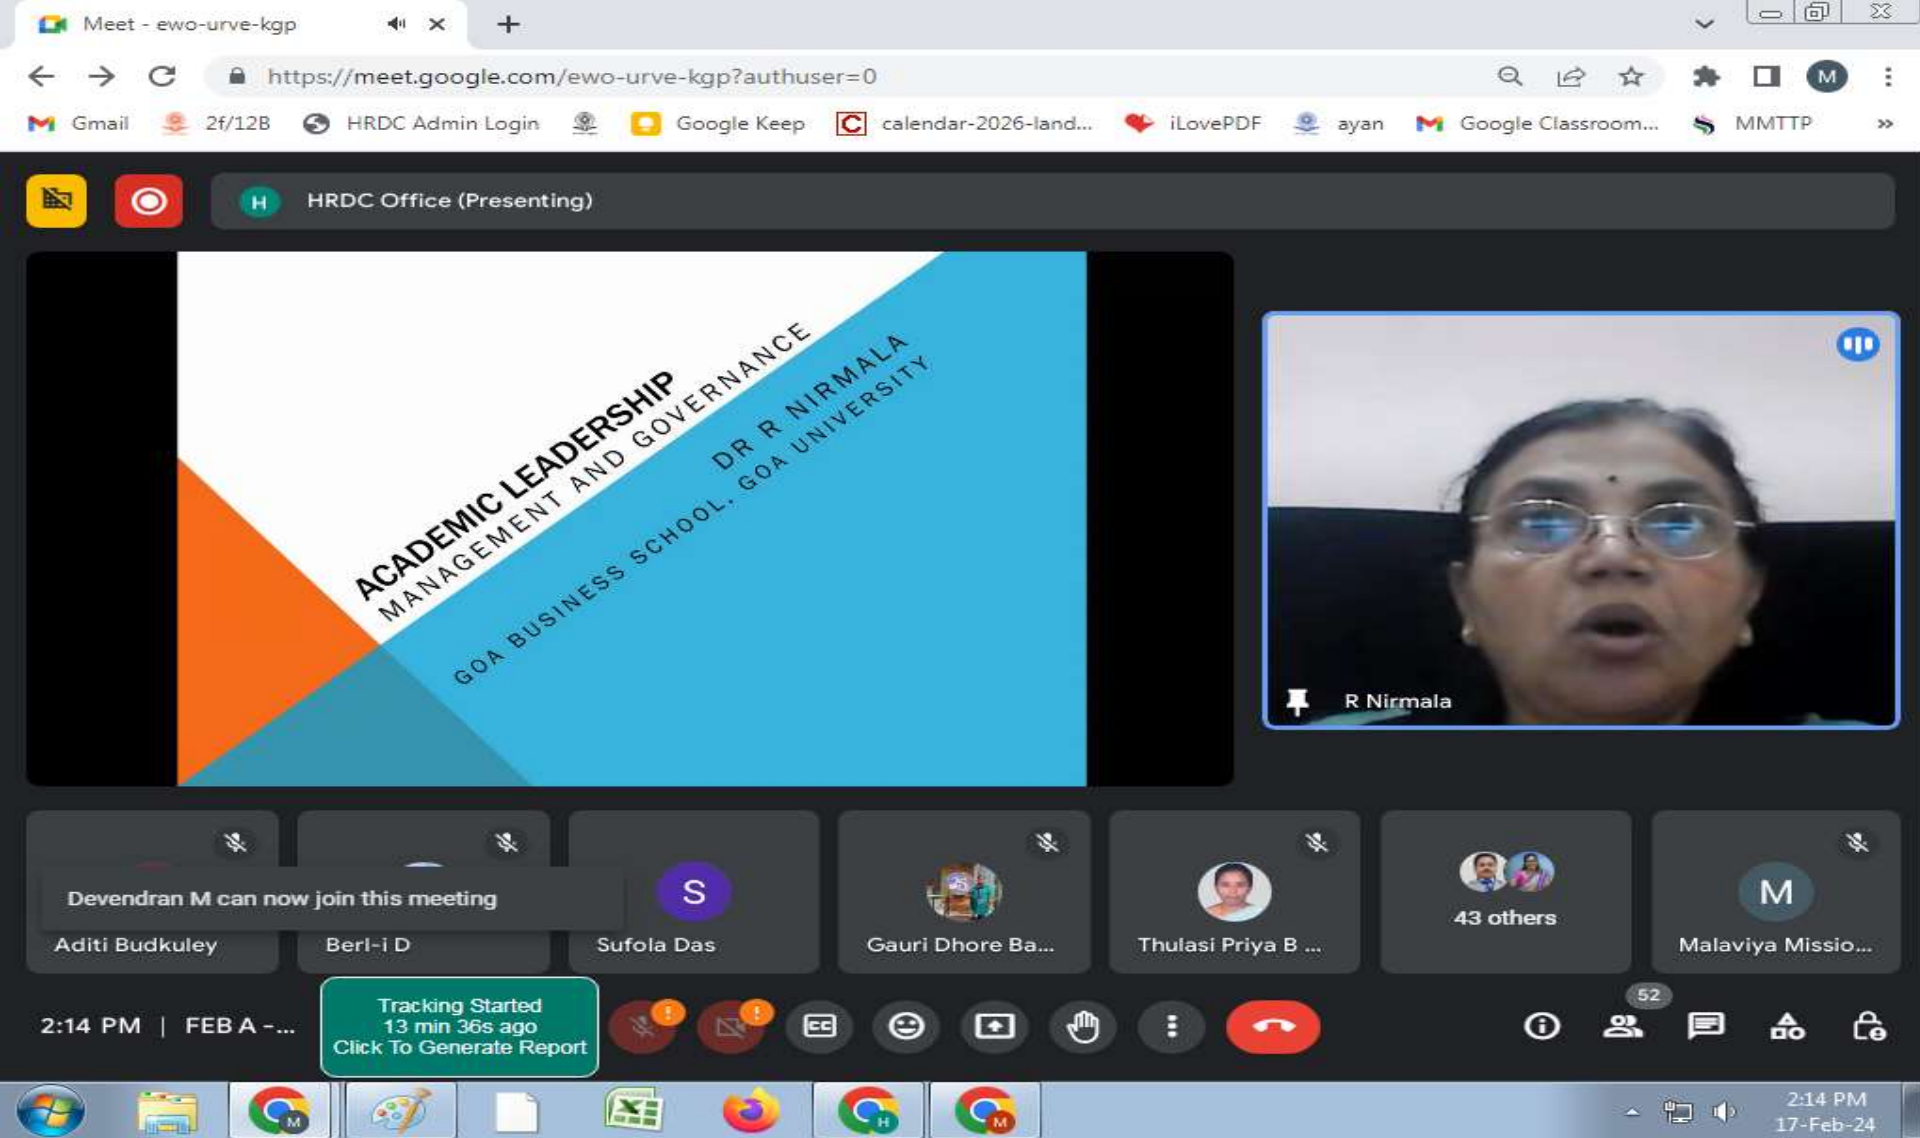 Meet - ewo-urve-kgp
https://meet.google.com/ewo-urve-kgp?authuser=0
M
Gmail
2f/12B
HRDC Admin Login
Google Keep
calendar-2026-land...
iLovePDF
ayan
Google Classroom...
MMTTP
H
HRDC Office (Presenting)
ACADEMIC LEADERSHIP
MANAGEMENT AND GOVERNANCE
DR R NIRMALA
GOA BUSINESS SCHOOL, GOA UNIVERSITY
R Nirmala
Devendran M can now join this meeting
Aditi Budkuley
Berl-i D
S
Sufola Das
Gauri Dhore Ba...
Thulasi Priya B ...
43 others
M
Malaviya Missio...
2:14 PM | FEB A -...
Tracking Started
13 min 36s ago
Click To Generate Report
CC
52
M
H
M
2:14 PM
17-Feb-24